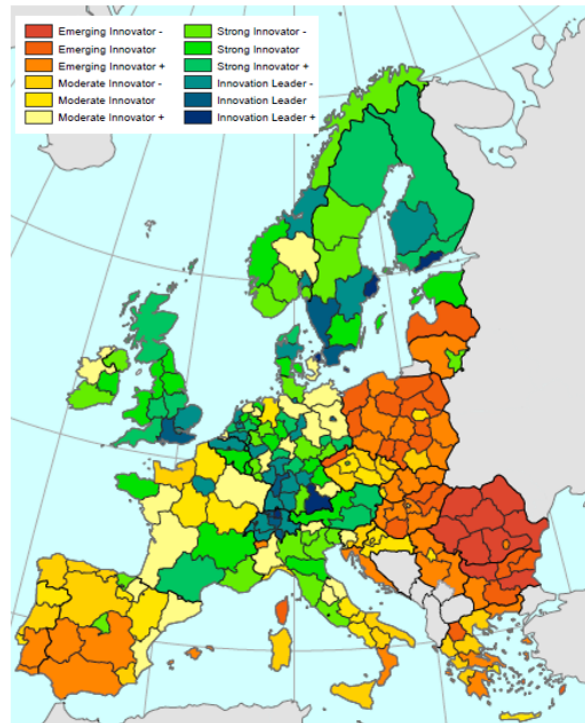 Emerging Innovator -
Emerging Innovator
Emerging Innovator +
Moderate Innovator -
Moderate Innovator
Moderate Innovator +
Strong Innovator -
Strong Innovator
Strong Innovator +
Innovation Leader -
Innovation Leader
Innovation Leader +